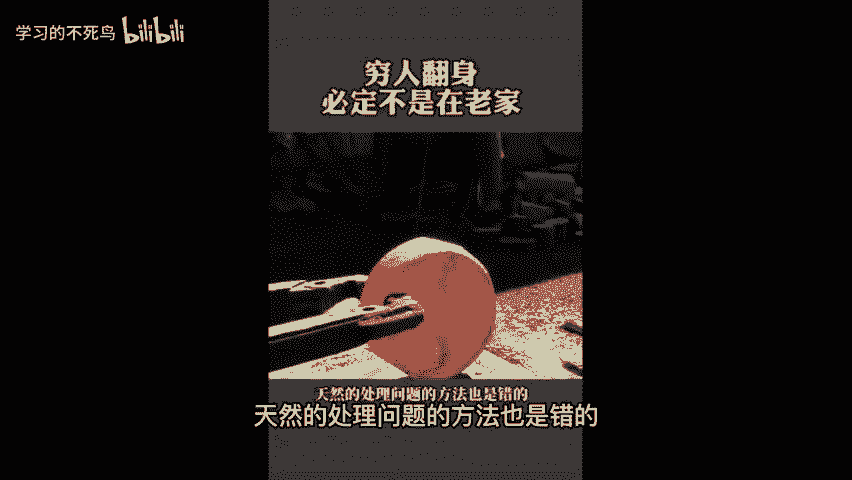 学习的不死鸟 bilibili
穷人翻身
必定不是在老家
天然的处理问题的方法也是错的
天然的处理问题的方法也是错的